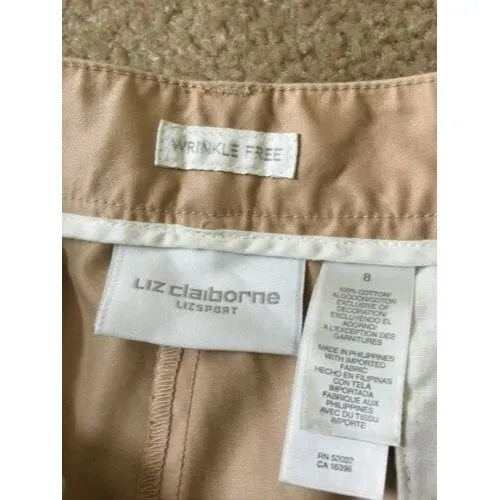 WRINKLE FREE
LIZ claiborne
LIZSPORT
8
100% COTTON/
ALGODON/COTON
EXCLUSIVE OF
DECORATION/
EXCLUYENDO EL
ADORNO/
A L'EXCEPTION DES
GARNITURES
MADE IN PHILIPPINES
WITH IMPORTED
FABRIC
HECHO EN FILIPINAS
CON TELA
IMPORTADA
FABRIQUE AUX
PHILIPPINES
AVEC DU TISSU
IMPORTE
RN 52002
CA 16396